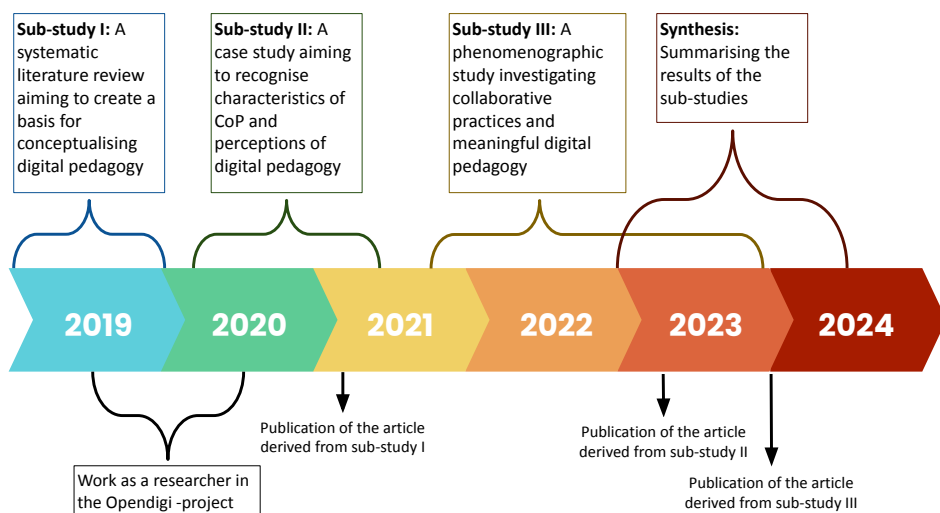 Sub-study I: A
systematic
literature review
aiming to create a
basis for
conceptualising
digital pedagogy
Sub-study II: A
case study aiming
to recognise
characteristics of
CoP and
perceptions of
digital pedagogy
Sub-study III: A
phenomenographic
study investigating
collaborative
practices and
meaningful digital
pedagogy
Synthesis:
Summarising the
results of the
sub-studies
2019
2020
2021
2022
2023
2024
Work as a researcher in
the Opendigi -project
Publication of the article
derived from sub-study I
Publication of the article
derived from sub-study II
Publication of the article
derived from sub-study III